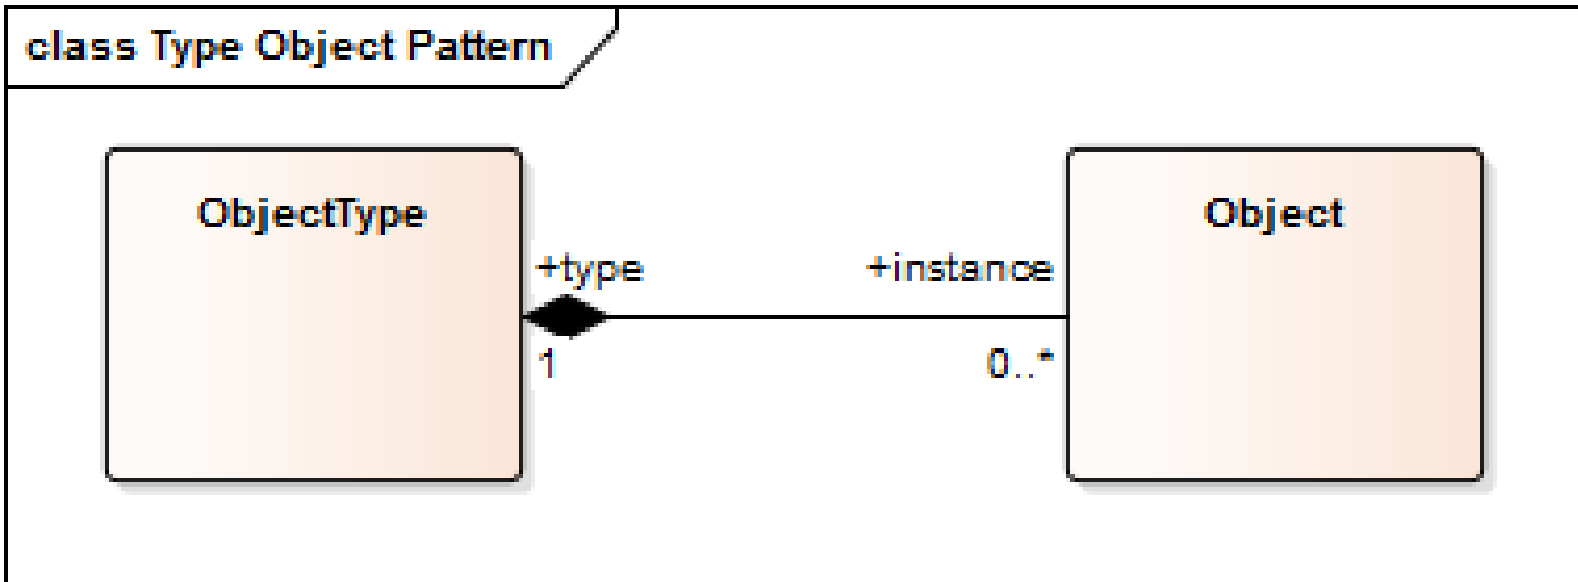 class Type Object Pattern
ObjectType
Object
+type
+instance
1
0..*